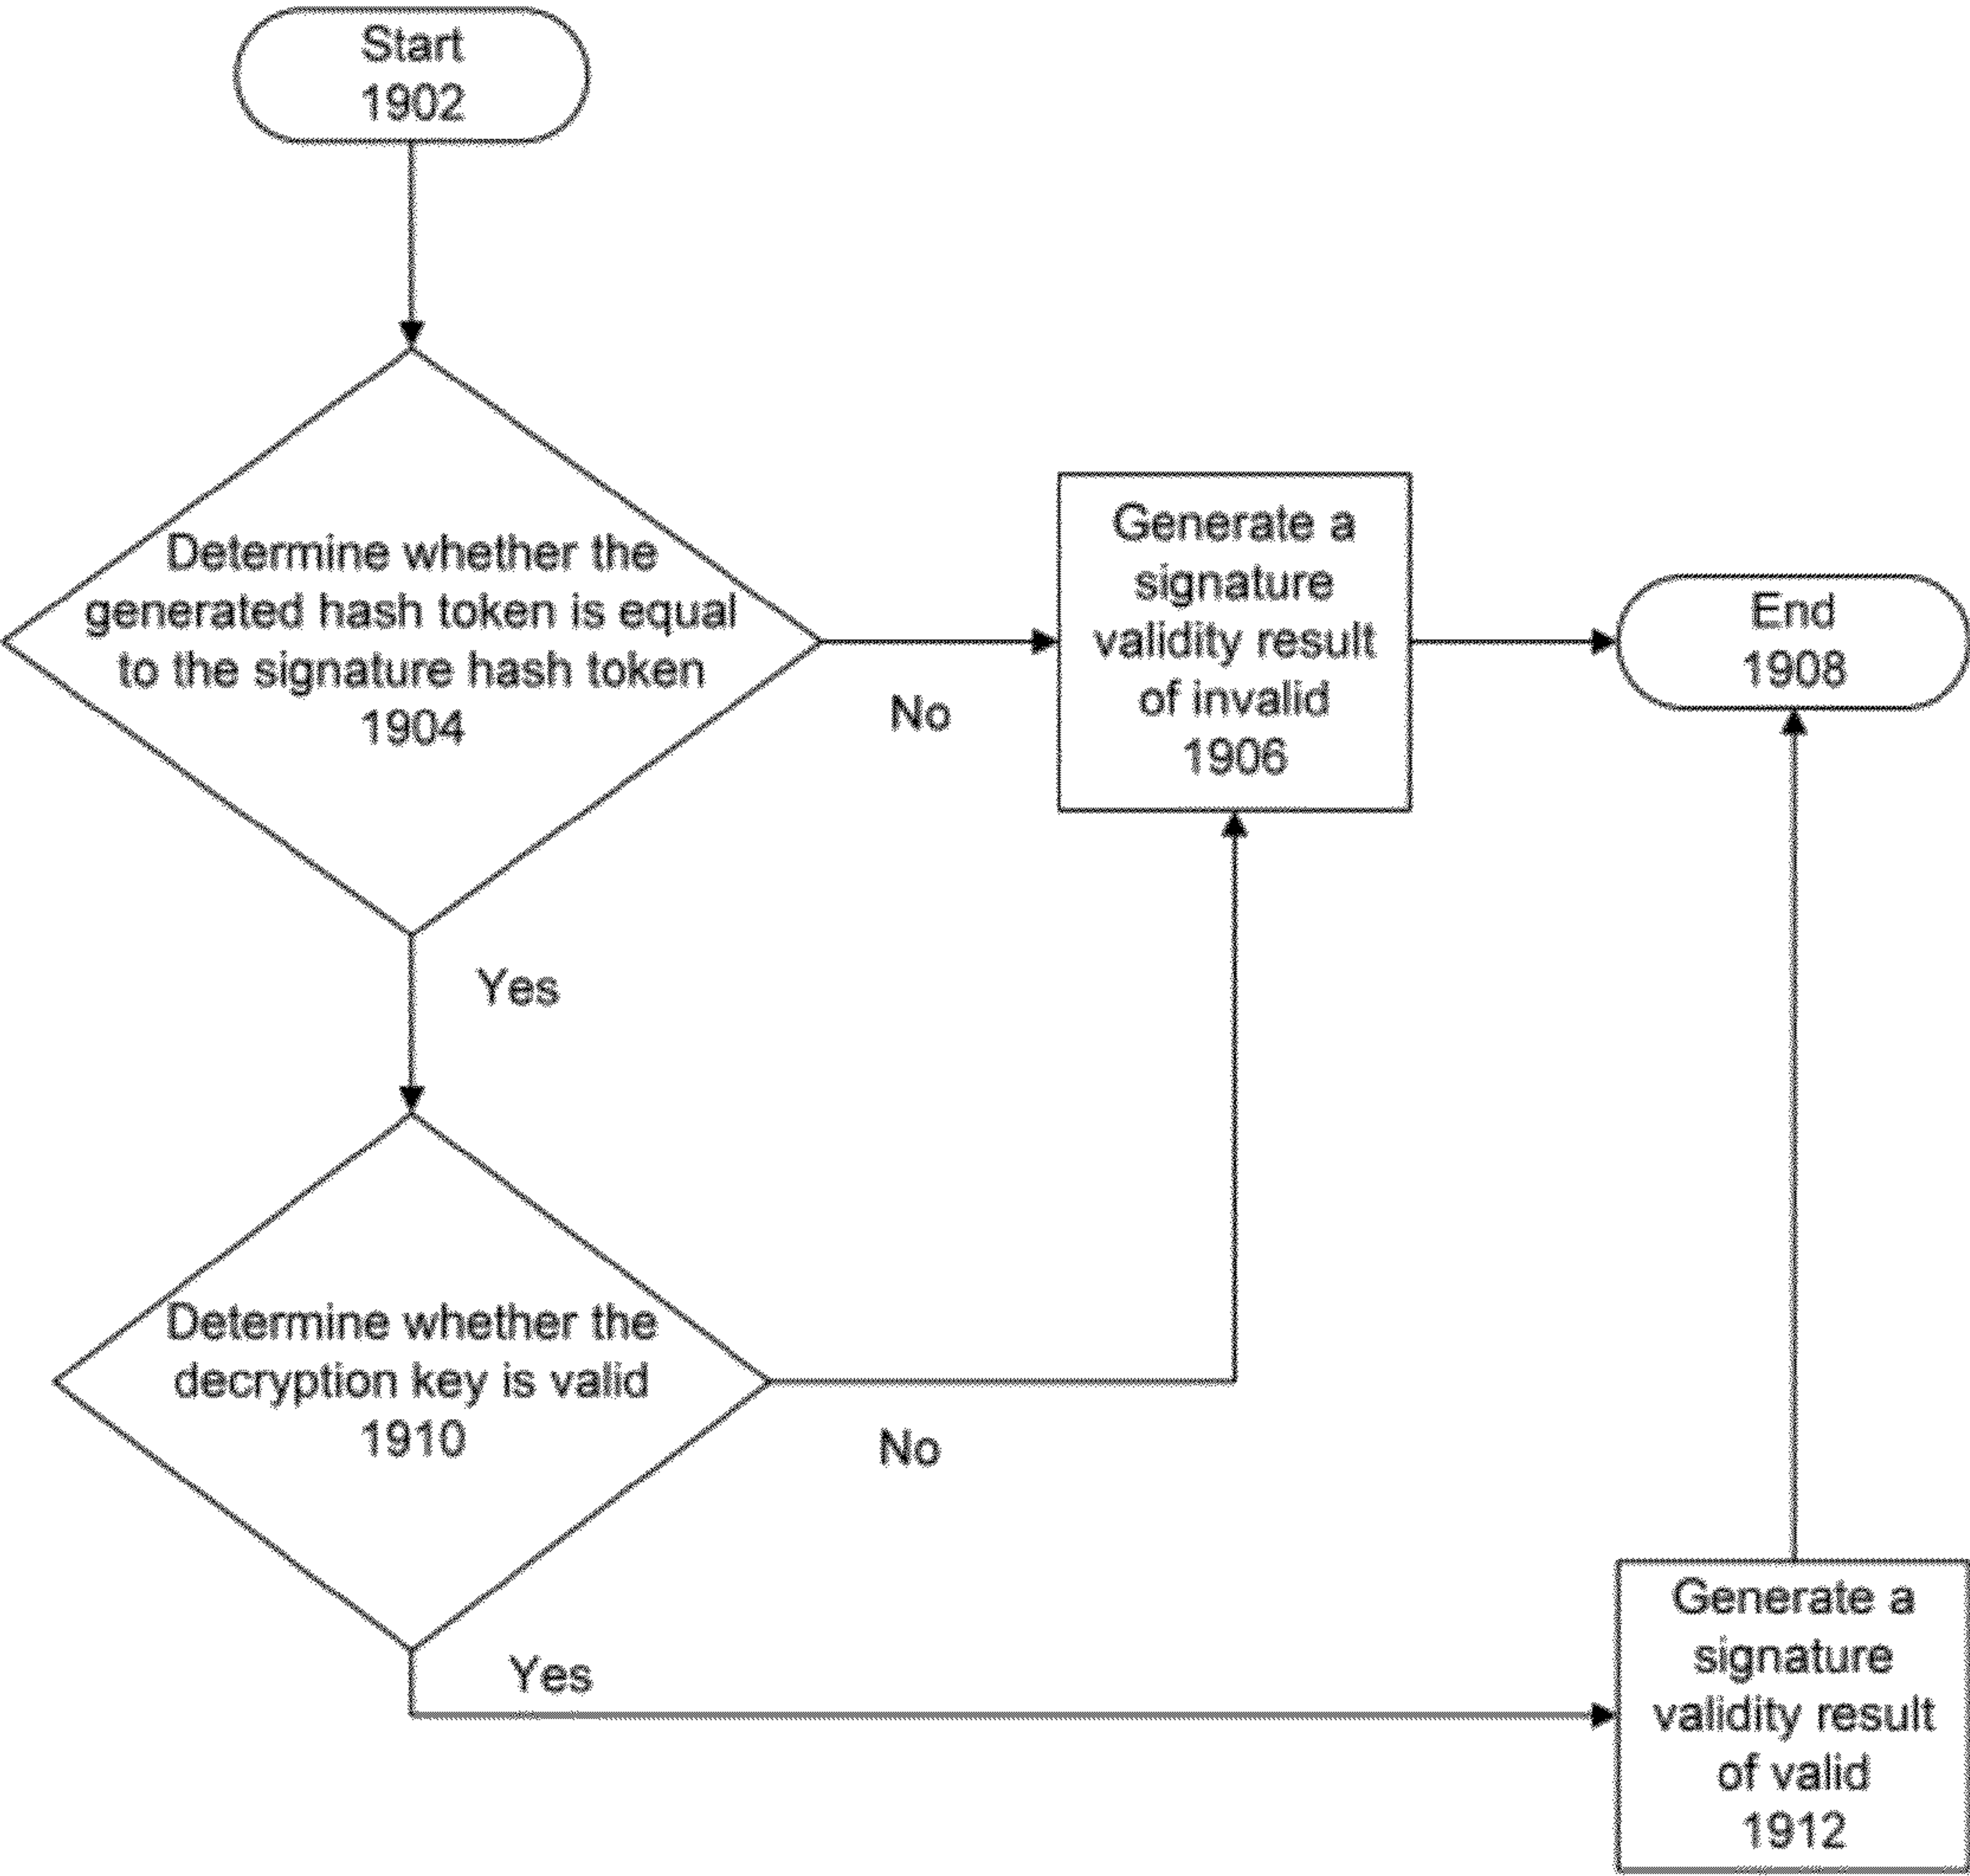 Start
1902
Determine whether the
generated hash token is equal
to the signature hash token
1904
No
Generate a
signature
validity result
of invalid
1906
End
1908
Yes
Determine whether the
decryption key is valid
1910
No
Yes
Generate a
signature
validity result
of valid
1912